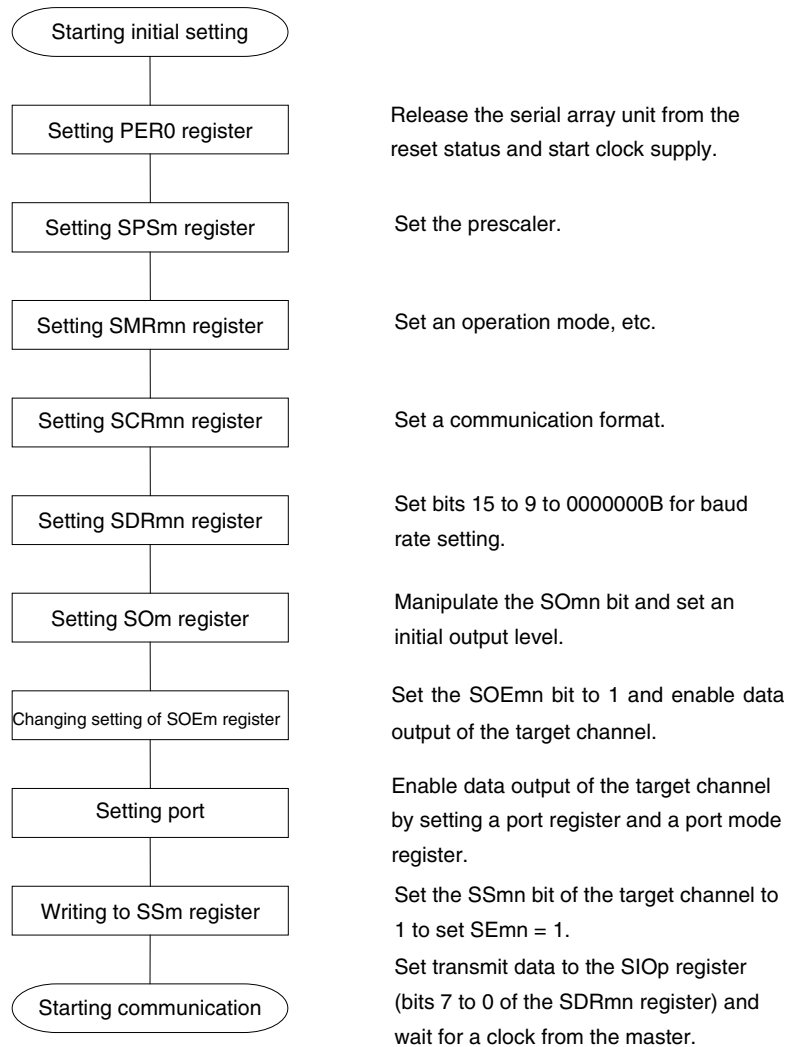 Starting initial setting
Setting PER0 register
Release the serial array unit from the
reset status and start clock supply.
Setting SPSm register
Set the prescaler.
Setting SMRmn register
Set an operation mode, etc.
Setting SCRmn register
Set a communication format.
Setting SDRmn register
Set bits 15 to 9 to 0000000B for baud
rate setting.
Setting SOm register
Manipulate the SOmn bit and set an
initial output level.
Changing setting of SOEm register
Set the SOEmn bit to 1 and enable data
output of the target channel.
Setting port
Enable data output of the target channel
by setting a port register and a port mode
register.
Writing to SSm register
Set the SSmn bit of the target channel to
1 to set SEmn = 1.
Starting communication
Set transmit data to the SIOp register
(bits 7 to 0 of the SDRmn register) and
wait for a clock from the master.